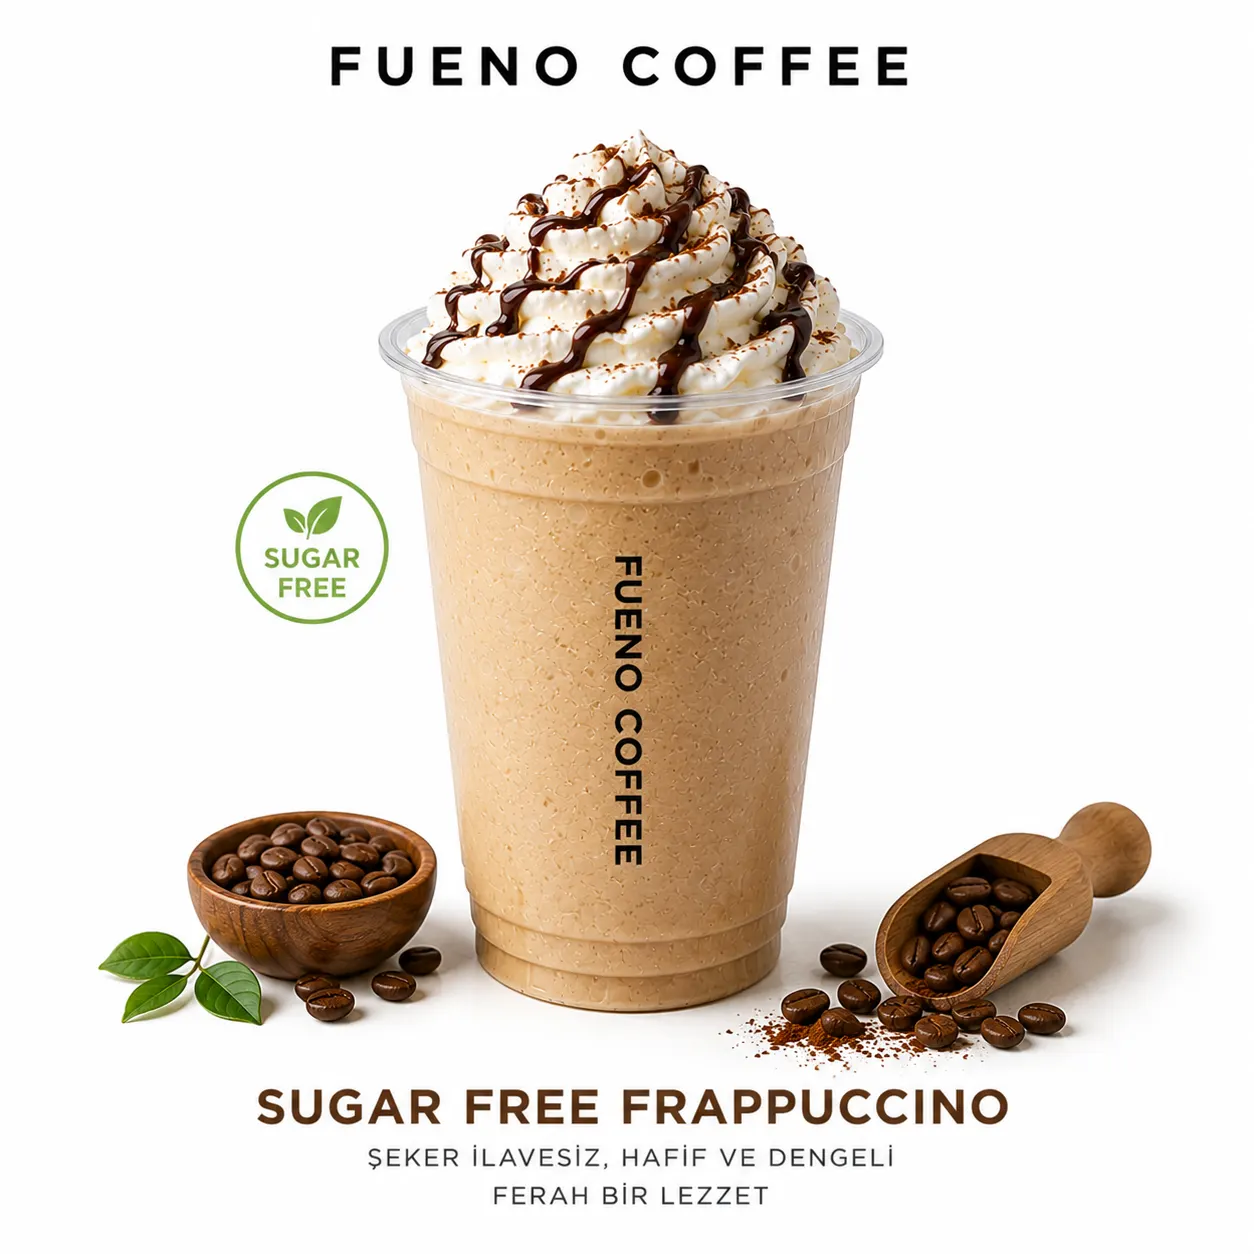 FUENO COFFEE
SUGAR
FREE
FUENO COFFEE
SUGAR FREE FRAPPUCCINO
ŞEKER İLAVESİZ, HAFİF VE DENGELİ
FERAH BİR LEZZET